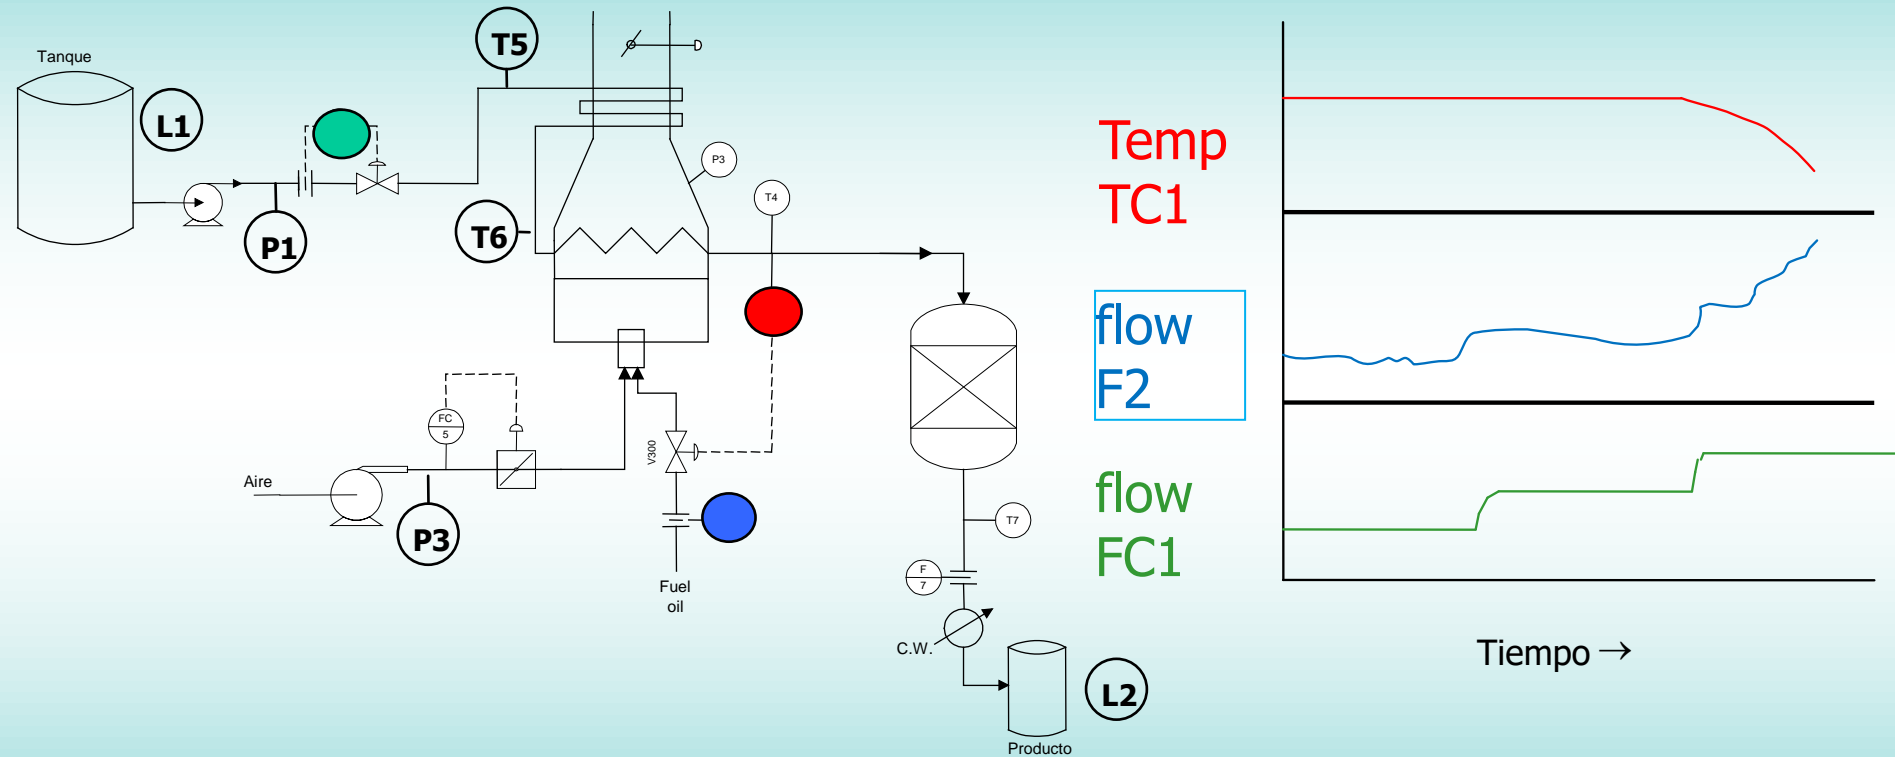 Tanque
L1
T5
P3
T4
P1
T6
FC
5
V300
Aire
P3
Fuel
oil
T7
F
7
C.W.
L2
Producto
Temp
TC1
flow
F2
flow
FC1
Tiempo →